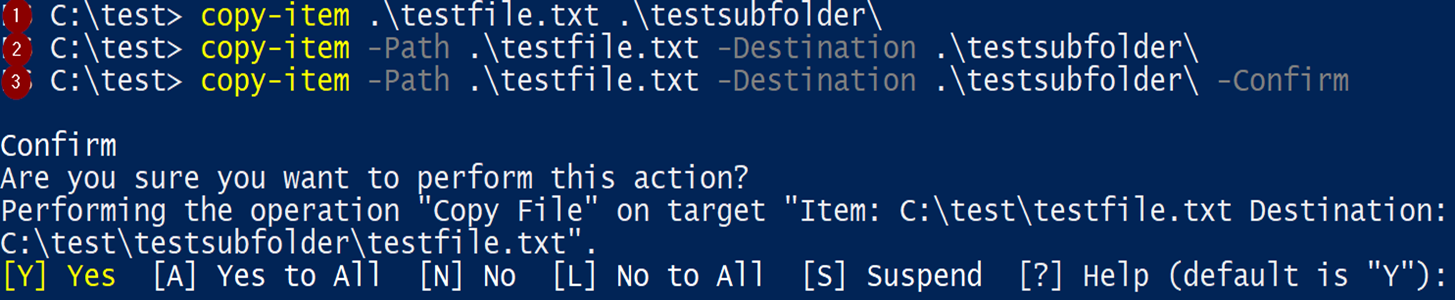 1 S C:\test> copy-item .\testfile.txt .\testsubfolder\
2 S C:\test> copy-item -Path .\testfile.txt -Destination .\testsubfolder\
3 S C:\test> copy-item -Path .\testfile.txt -Destination .\testsubfolder\ -Confirm
Confirm
Are you sure you want to perform this action?
Performing the operation "Copy File" on target "Item: C:\test\testfile.txt Destination:
C:\test\testsubfolder\testfile.txt".
[Y] Yes  [A] Yes to All  [N] No  [L] No to All  [S] Suspend  [?] Help (default is "Y"):